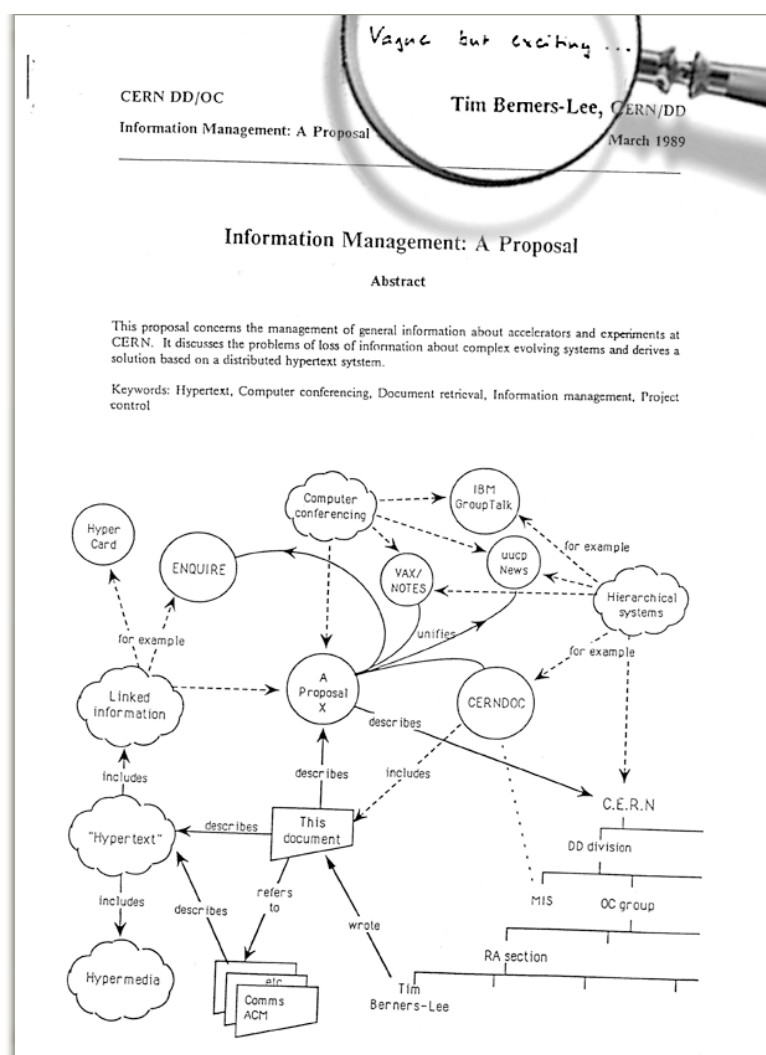 Vague but exciting ...
CERN DD/OC
Tim Berners-Lee, CERN/DD
Information Management: A Proposal
March 1989
Information Management: A Proposal
Abstract
This proposal concerns the management of general information about accelerators and experiments at
CERN. It discusses the problems of loss of information about complex evolving systems and derives a
solution based on a distributed hypertext sytstem.
Keywords: Hypertext, Computer conferencing, Document retrieval, Information management, Project
control
IBM
GroupTalk
Computer
conferencing
Hyper
Card
uucp
News
for example
ENQUIRE
VAX/
NOTES
Hierarchical
systems
unifies
for example
for example
A
Proposal
X
Linked
information
CERNDOC
describes
includes
describes
includes
C.E.R.N
This
document
describes
"Hypertext"
DD division
refers
to
includes
describes
MIS
OC group
wrote
RA section
Hypermedia
etc
Tim
Berners-Lee
Comms
ACM